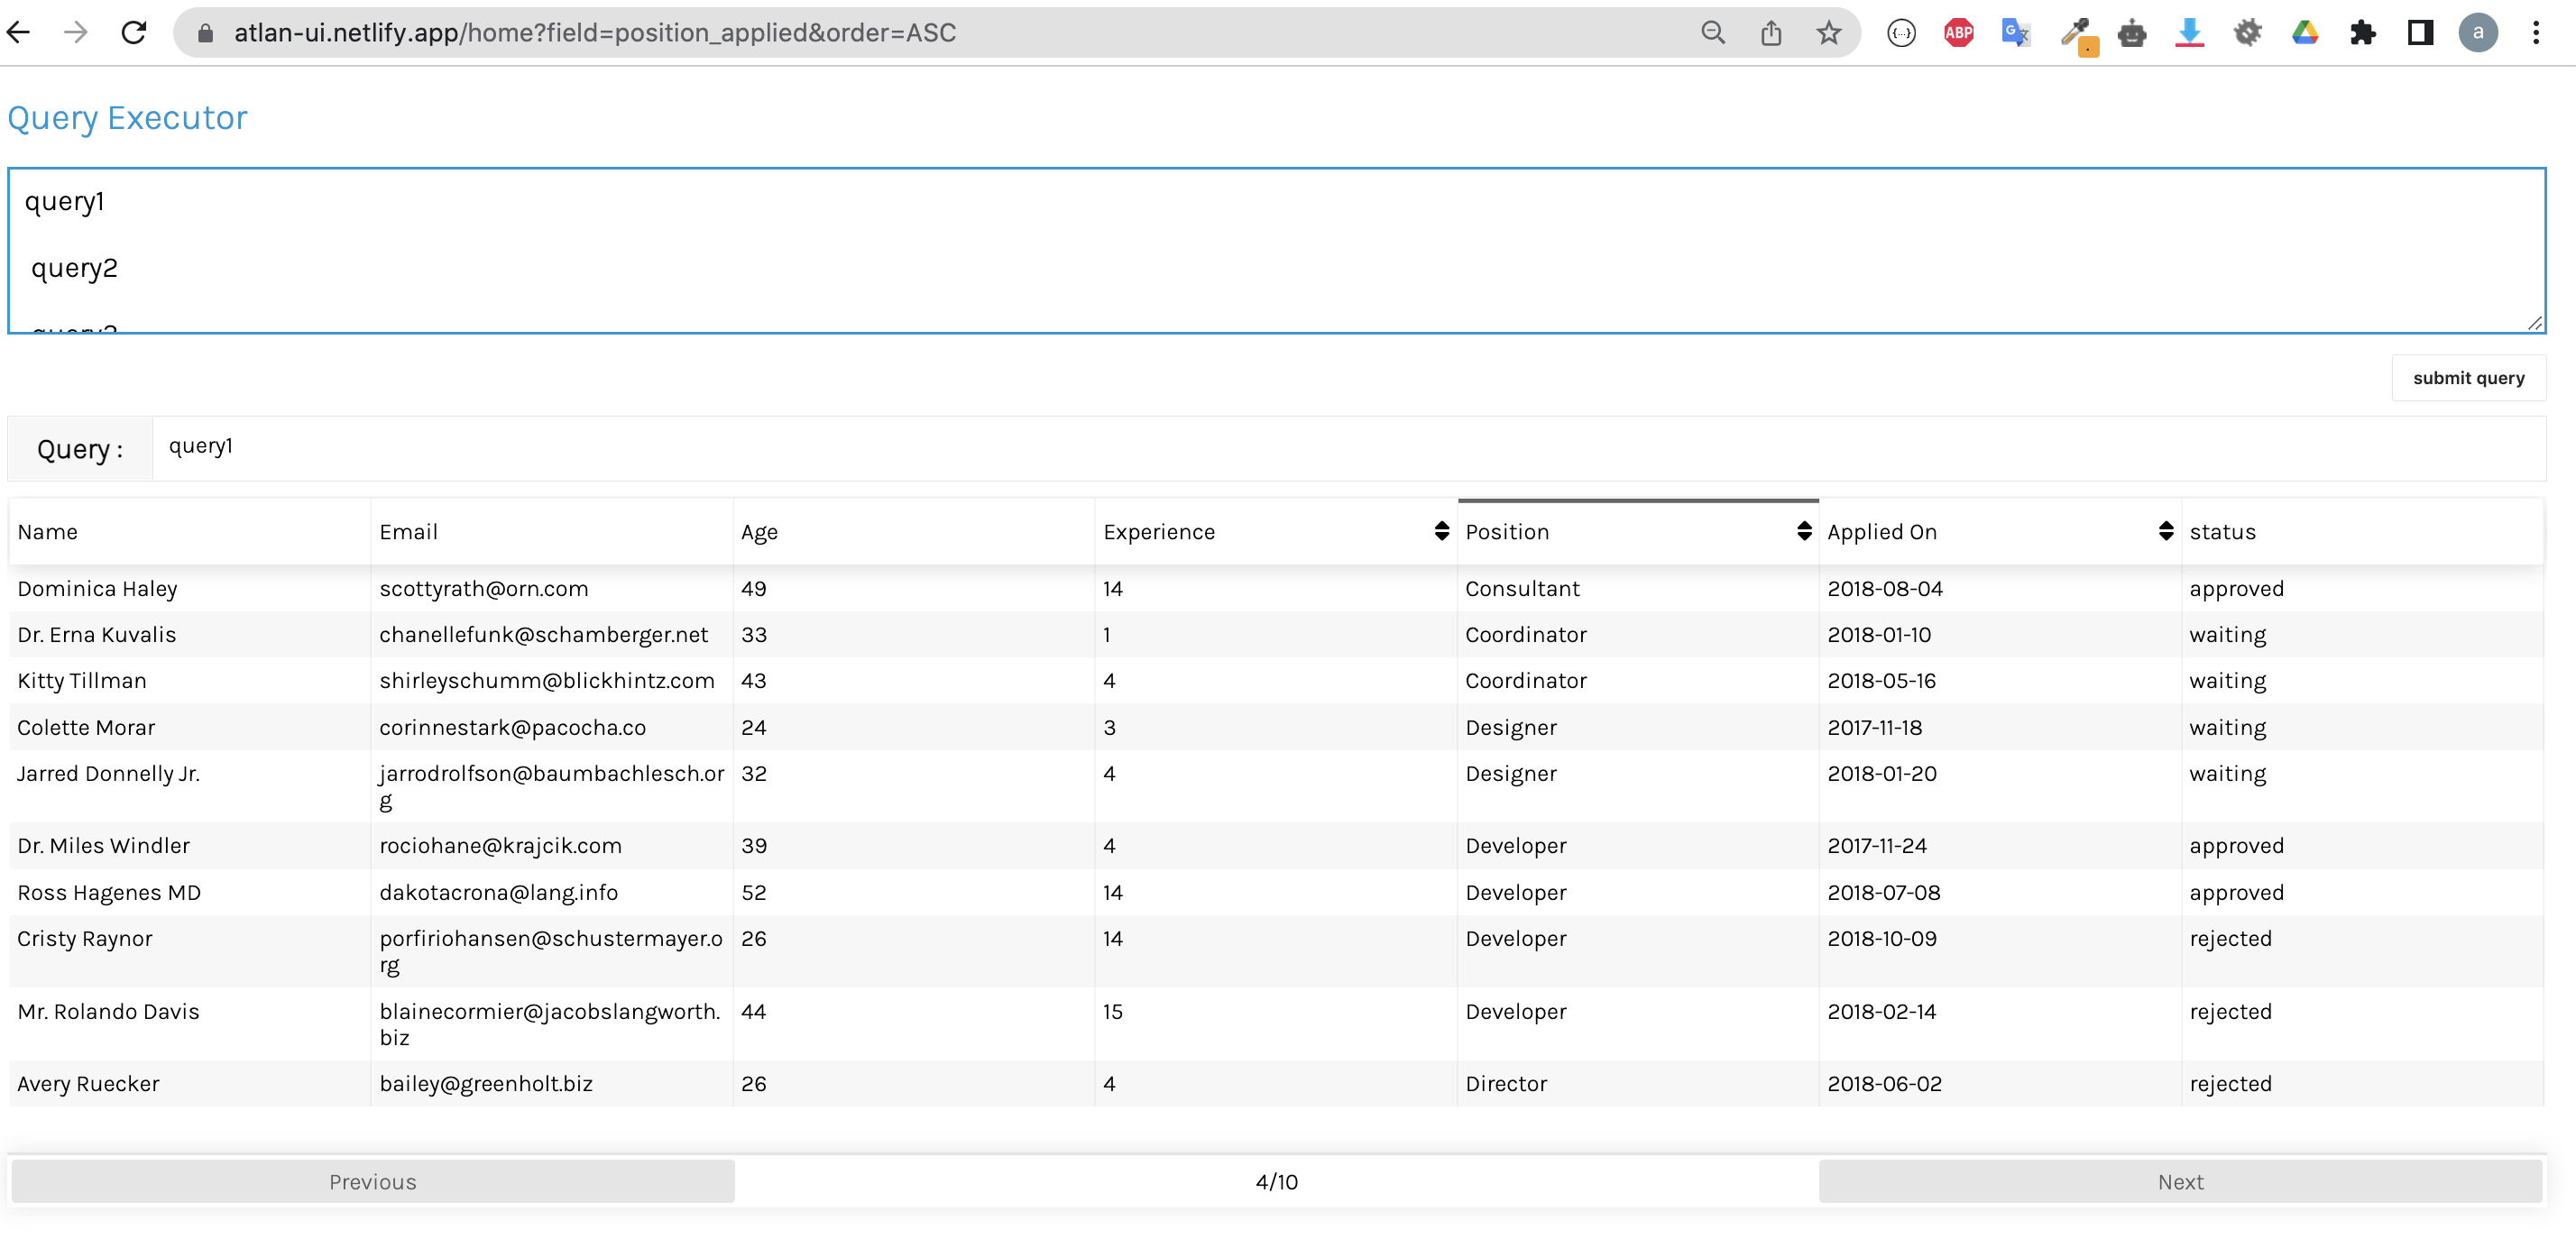 atlan-ui.netlify.app/home?field=position_applied&order=ASC
ABP
G
a
Query Executor
query1
query2
query3
submit query
Query :
query1
Name Email Age Experience Position Applied On status
Dominica Haley scottyrath@orn.com 49 14 Consultant 2018-08-04 approved
Dr. Erna Kuvalis chanellefunk@schamberger.net 33 1 Coordinator 2018-01-10 waiting
Kitty Tillman shirleyschumm@blickhintz.com 43 4 Coordinator 2018-05-16 waiting
Colette Morar corinnestark@pacocha.co 24 3 Designer 2017-11-18 waiting
Jarred Donnelly Jr. jarrodrolfson@baumbachlesch.or 32 4 Designer 2018-01-20 waiting
g
Dr. Miles Windler rociohane@krajcik.com 39 4 Developer 2017-11-24 approved
Ross Hagenes MD dakotacrona@lang.info 52 14 Developer 2018-07-08 approved
Cristy Raynor porfiriohansen@schustermayer.o 26 14 Developer 2018-10-09 rejected
rg
Mr. Rolando Davis blainecormier@jacobslangworth. 44 15 Developer 2018-02-14 rejected
biz
Avery Ruecker bailey@greenholt.biz 26 4 Director 2018-06-02 rejected
Previous 4/10 Next